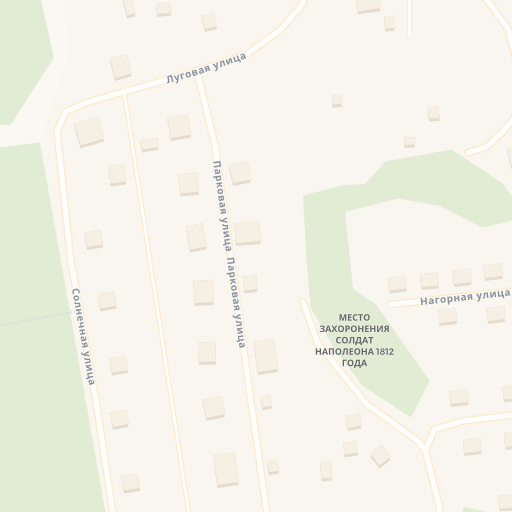 Луговая улица
Парковая улица
Парковая улица
Солнечная улица
Нагорная улица
МЕСТО
ЗАХОРОНЕНИЯ
СОЛДАТ
НАПОЛЕОНА 1812
ГОДА